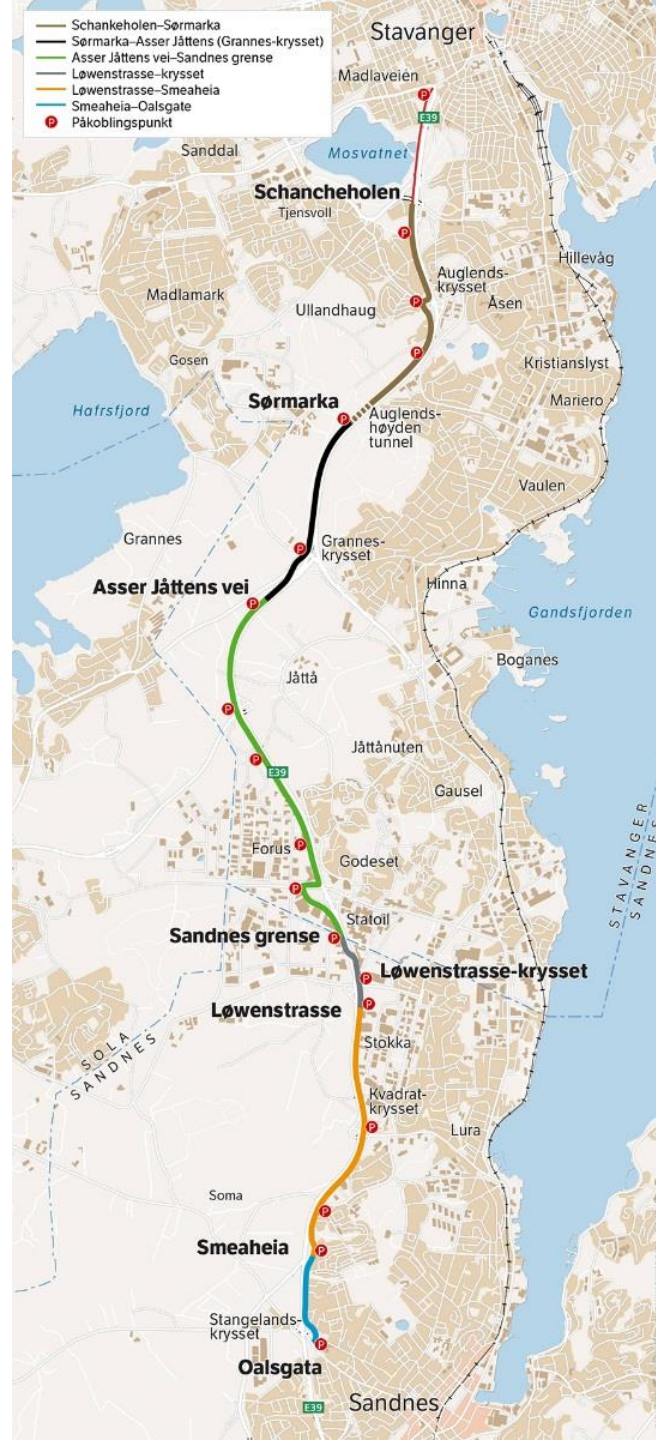 Schankeholen–Sørmarka
Sørmarka–Asser Jåttens (Grannes-krysset)
Asser Jåttens vei–Sandnes grense
Løwenstrasse–krysset
Løwenstrasse–Smeaheia
Smeaheia–Oalsgate
P Påkoblingspunkt
Stavanger
Madlaveien
P
E39
Sanddal
Mosvatnet
Schancheholen
Tjensvoll
P
Hillevåg
Auglends-
krysset
Madlamark
P
Åsen
Ullandhaug
P
Gosen
Kristianslyst
Sørmarka
Mariero
Hafrsfjord
P
Auglends-
høyden
tunnel
Vaulen
Grannes
P
Grannes-
krysset
Asser Jåttens vei
Hinna
P
Gandsfjorden
Boganes
Jåttå
P
Jåttånuten
P
E39
Gausel
STAVANGER
SANDNES
Forus
P
Godeset
P
Statoil
Sandnes grense
P
Løwenstrasse-krysset
P
Løwenstrasse
P
SOLA
SANDNES
Stokka
Kvadrat-
krysset
P
Lura
Soma
P
Smeaheia
P
Stangelands-
krysset
P
Oalsgata
E39
Sandnes